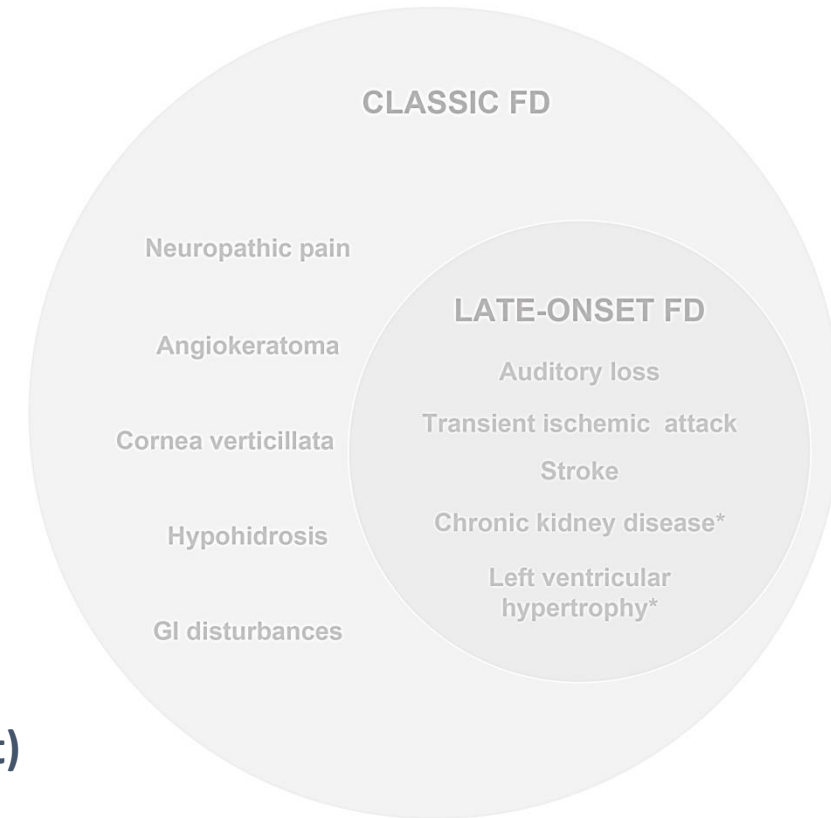 CLASSIC FD
Neuropathic pain
Angiokeratoma
Cornea verticillata
Hypohidrosis
GI disturbances
LATE-ONSET FD
Auditory loss
Transient ischemic attack
Stroke
Chronic kidney disease*
Left ventricular
hypertrophy*
t)